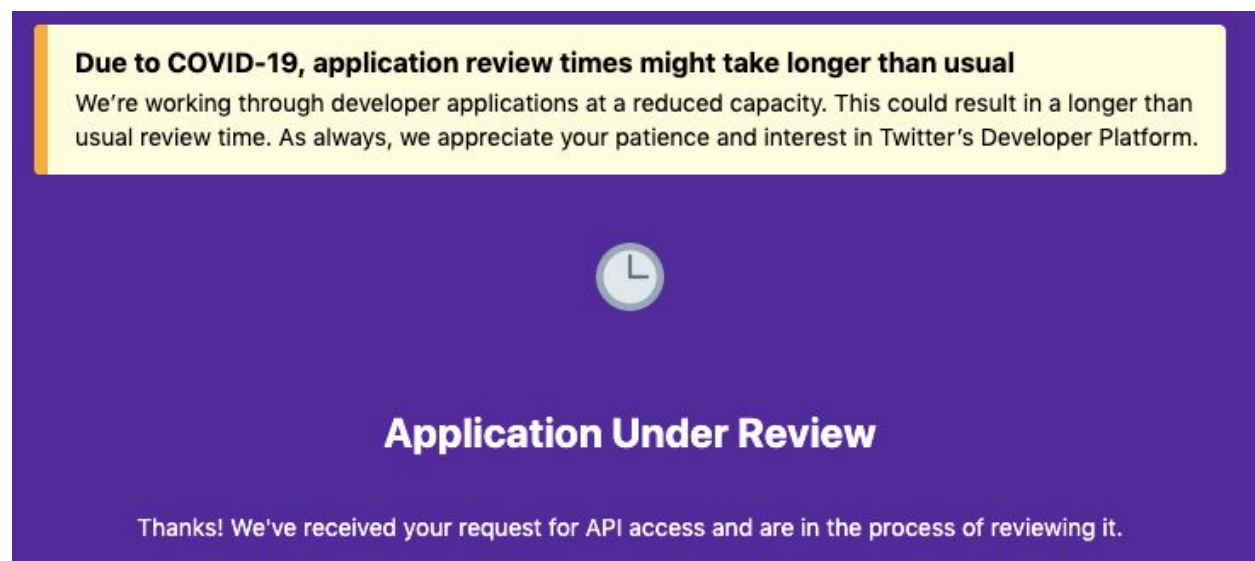 Due to COVID-19, application review times might take longer than usual
We’re working through developer applications at a reduced capacity. This could result in a longer than
usual review time. As always, we appreciate your patience and interest in Twitter’s Developer Platform.
Application Under Review
Thanks! We've received your request for API access and are in the process of reviewing it.